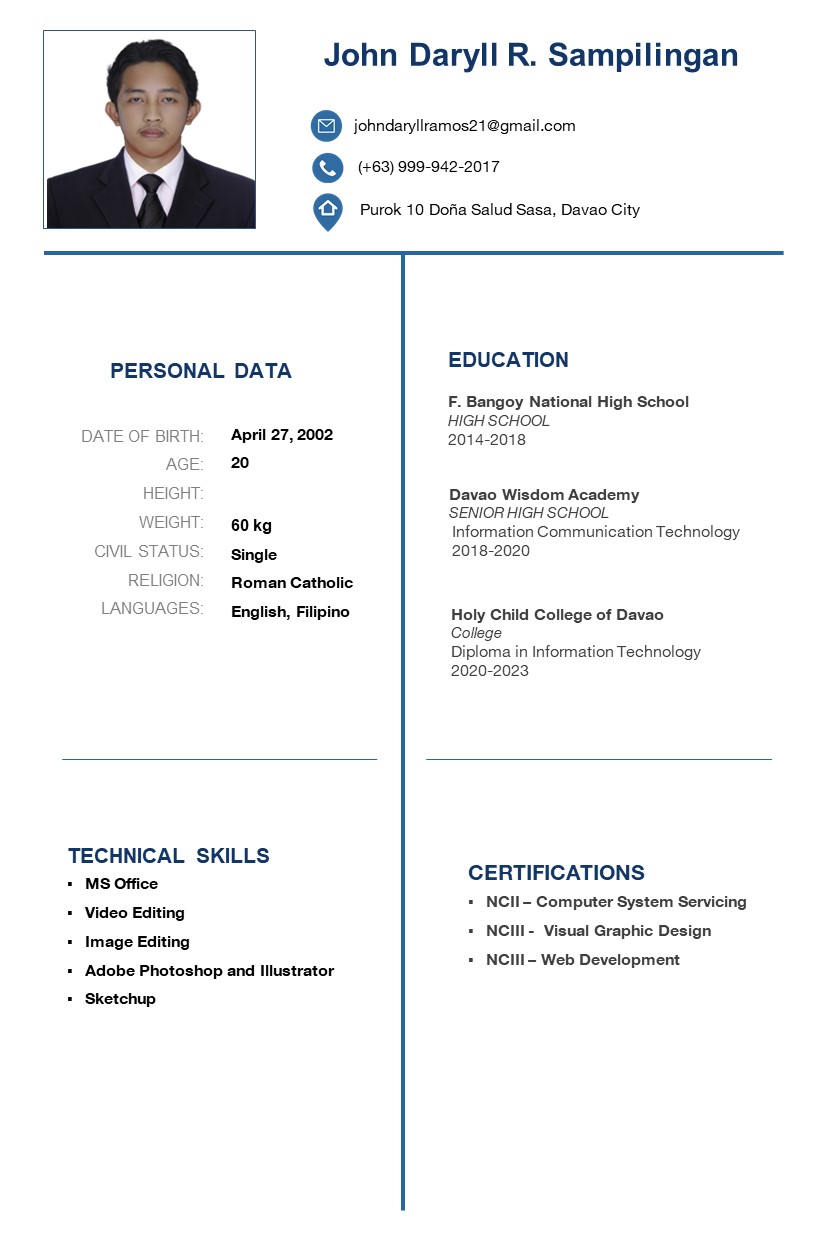 John Daryll R. Sampilingan
johndaryllramos21@gmail.com
(+63) 999-942-2017
Purok 10 Doña Salud Sasa, Davao City
PERSONAL DATA
DATE OF BIRTH: April 27, 2002
AGE: 20
HEIGHT:
WEIGHT: 60 kg
CIVIL STATUS: Single
RELIGION: Roman Catholic
LANGUAGES: English, Filipino
EDUCATION
F. Bangoy National High School
HIGH SCHOOL
2014-2018
Davao Wisdom Academy
SENIOR HIGH SCHOOL
Information Communication Technology
2018-2020
Holy Child College of Davao
College
Diploma in Information Technology
2020-2023
TECHNICAL SKILLS
▪ MS Office
▪ Video Editing
▪ Image Editing
▪ Adobe Photoshop and Illustrator
▪ Sketchup
CERTIFICATIONS
▪ NCII – Computer System Servicing
▪ NCIII - Visual Graphic Design
▪ NCIII – Web Development